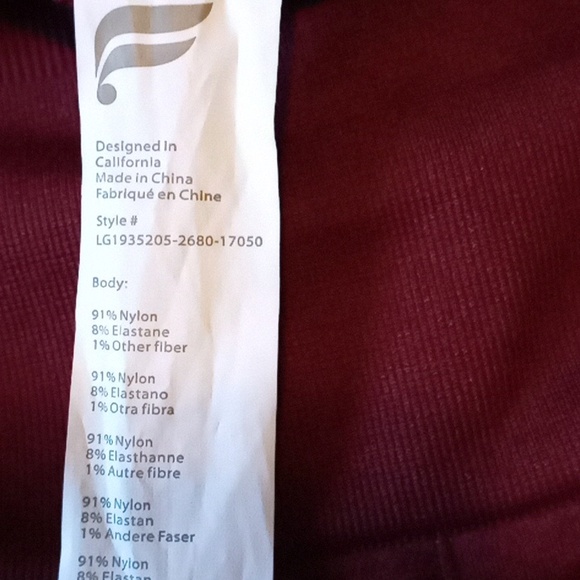 Designed in
California
Made in China
Fabriqué en Chine
Style #
LG1935205-2680-17050
Body:
91% Nylon
8% Elastane
1% Other fiber
91% Nylon
8% Elastano
1% Otra fibra
91% Nylon
8% Elasthanne
1% Autre fibre
91% Nylon
8% Elastan
1% Andere Faser
91% Nylon
8% Elastan